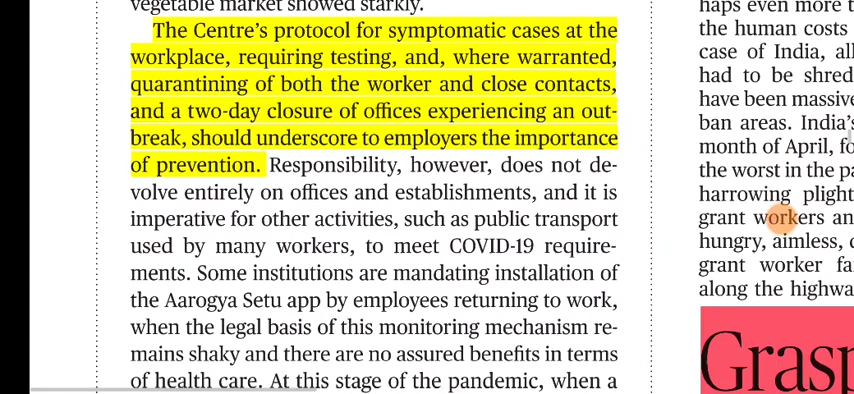 vegetable market showed starkly.
The Centre's protocol for symptomatic cases at the
workplace, requiring testing, and, where warranted,
quarantining of both the worker and close contacts,
and a two-day closure of offices experiencing an out-
break, should underscore to employers the importance
of prevention. Responsibility, however, does not de-
volve entirely on offices and establishments, and it is
imperative for other activities, such as public transport
used by many workers, to meet COVID-19 require-
ments. Some institutions are mandating installation of
the Aarogya Setu app by employees returning to work,
when the legal basis of this monitoring mechanism re-
mains shaky and there are no assured benefits in terms
of health care. At this stage of the pandemic, when a
haps even more
the human costs
case of India, all
had to be shred
have been massive
ban areas. India's
month of April, fo
the worst in the pa
harrowing plight
grant workers an
hungry, aimless,
grant worker fa
along the highwa
Grasp